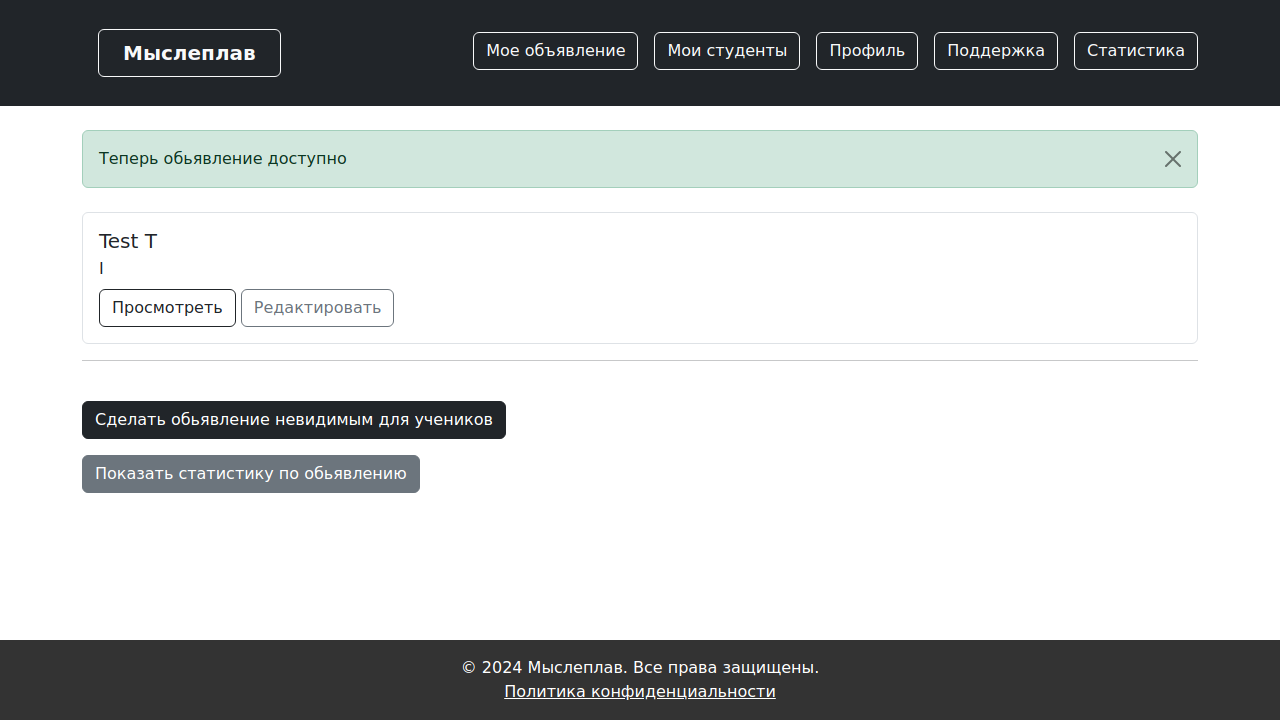 Мыслеплав
Мое объявление
Мои студенты
Профиль
Поддержка
Статистика
Теперь обьявление доступно
Test T
I
Просмотреть
Редактировать
Сделать обьявление невидимым для учеников
Показать статистику по обьявлению
© 2024 Мыслеплав. Все права защищены.
Политика конфиденциальности